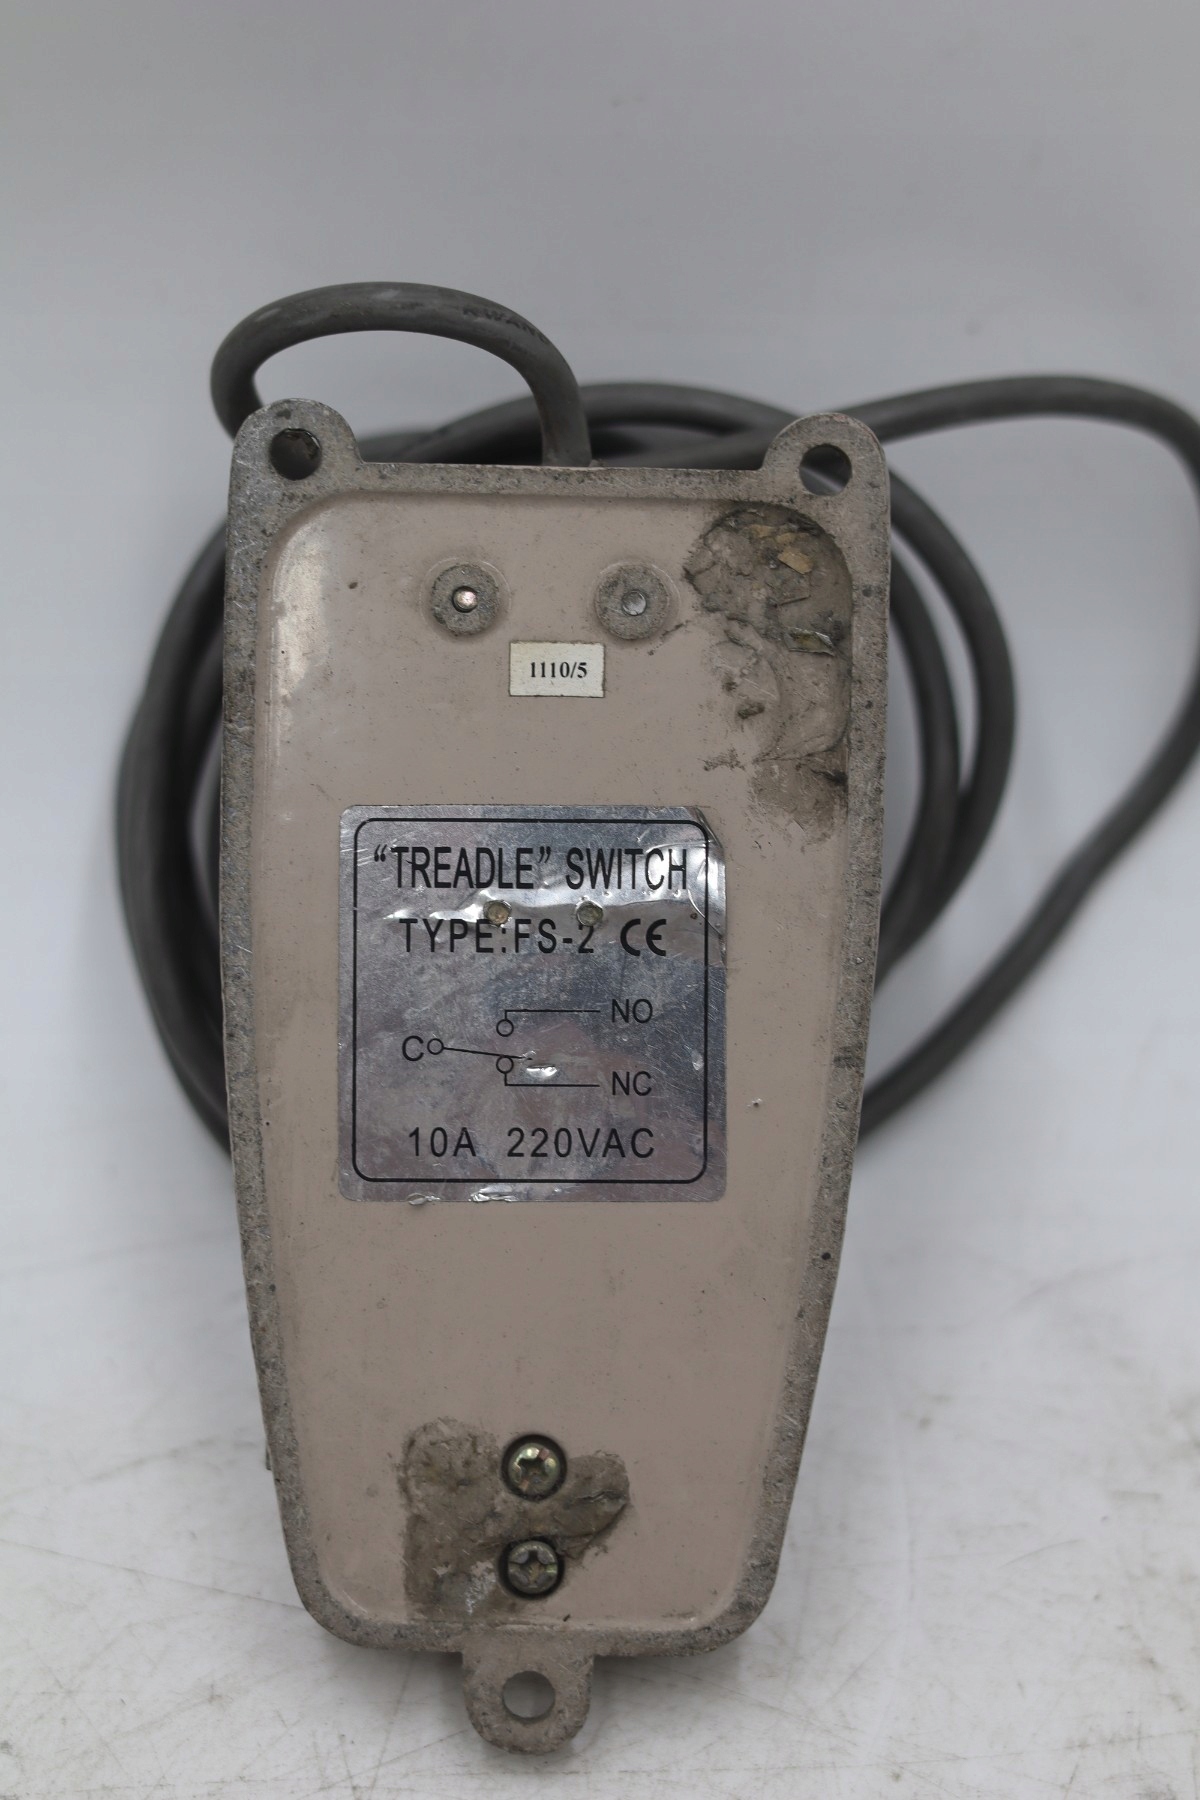 1110/5
“TREADLE” SWITCH
TYPE:FS-2 CE
NO
C
NC
10A 220VAC